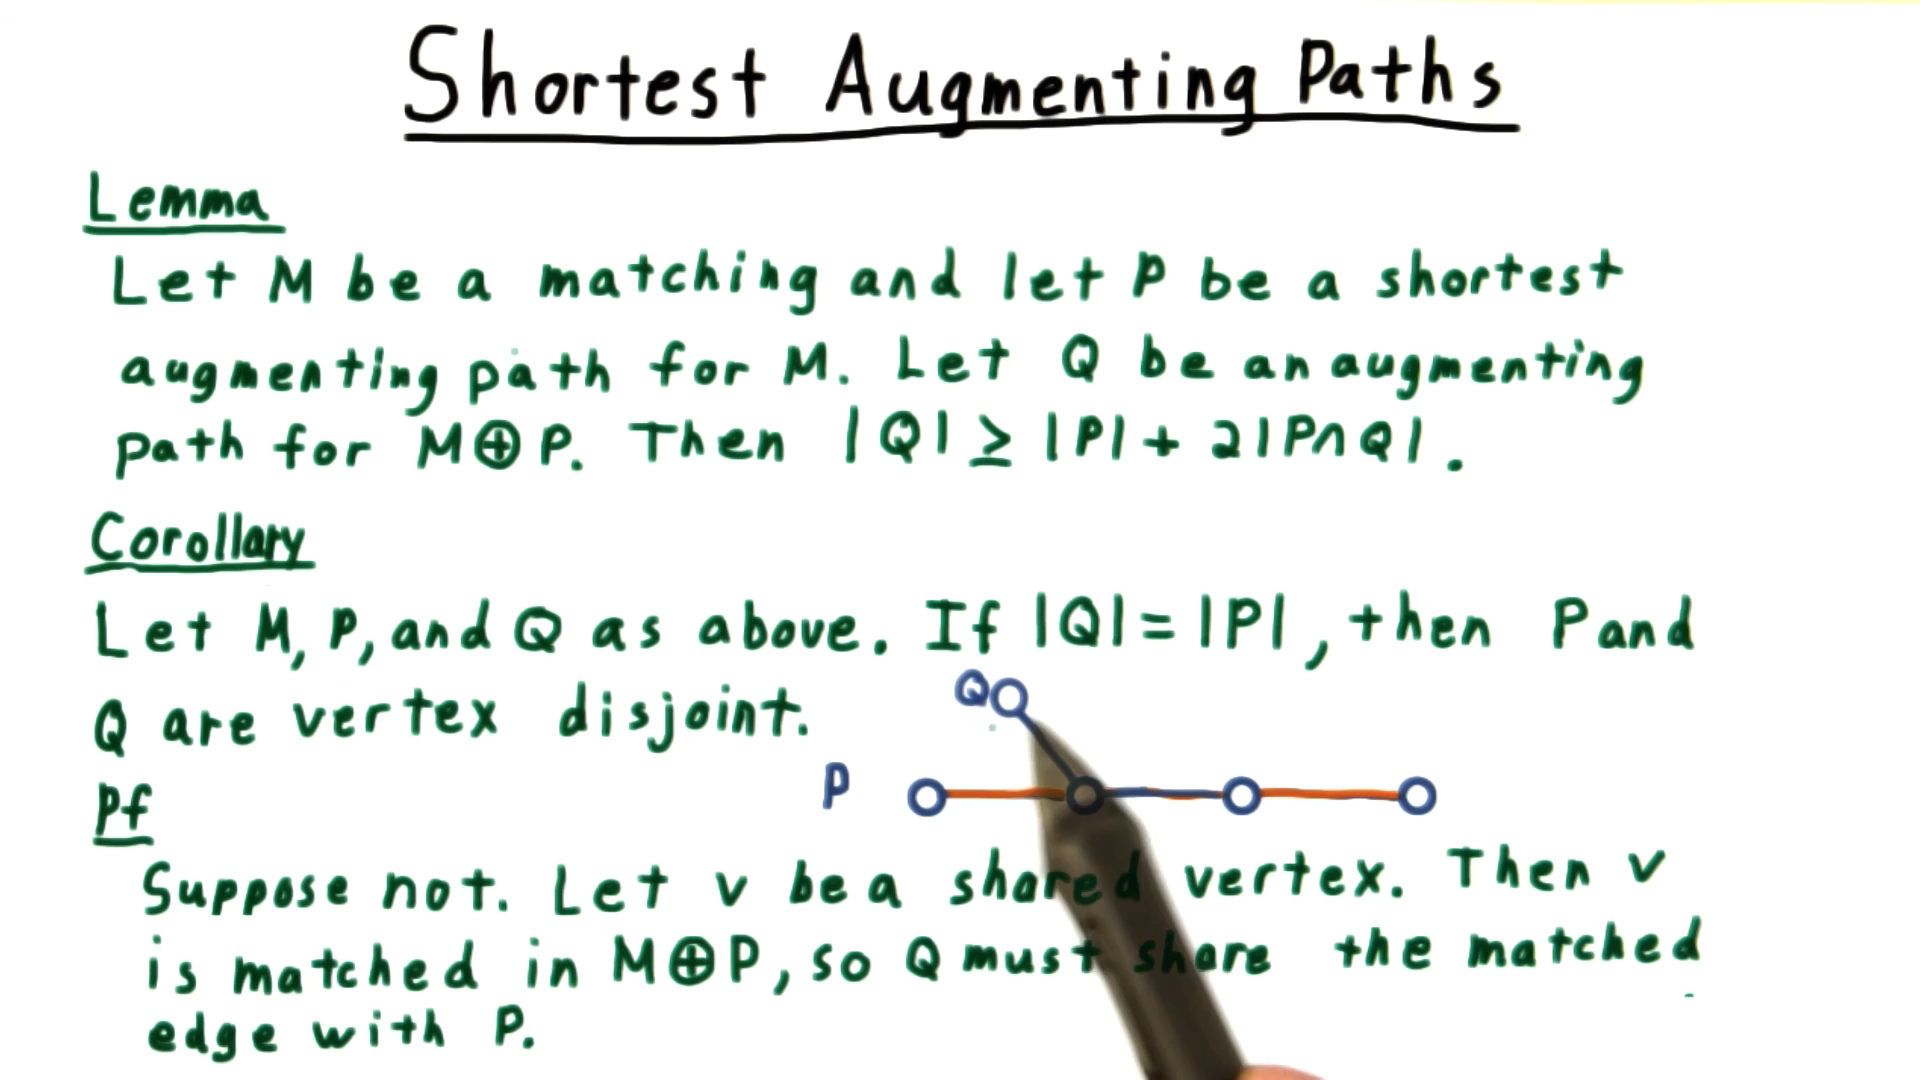 Shortest Augmenting Paths
Lemma
Let M be a matching and let P be a shortest
augmenting path for M. Let Q be an augmenting
path for M⊕P. Then |Q| ≥ |P| + 2|P∩Q|.
Corollary
Let M, P, and Q as above. If |Q| = |P|, then P and
Q are vertex disjoint.
Q
P
Pf
Suppose not. Let v be a shared vertex. Then v
is matched in M⊕P, so Q must share the matched
edge with P.